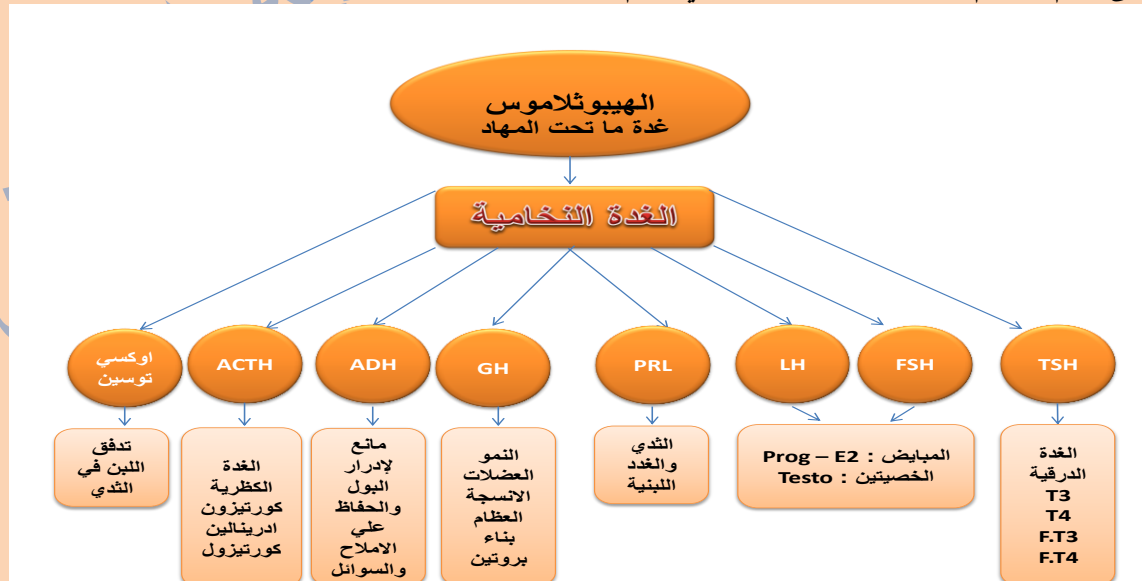 الهيبوثلاموس
غدة ما تحت المهاد
الغدة النخامية
TSH
FSH
LH
PRL
GH
ADH
ACTH
اوكسي
توسين
الغدة
الدرقية
T3
T4
F.T3
F.T4
المبايض : Prog – E2
الخصيتين : Testo
الثدي
والغدد
اللبنية
النمو
العضلات
الانسجة
العظام
بناء
بروتين
مانع
لإدرار
البول
والحفاظ
علي
الاملاح
والسوائل
الغدة
الكظرية
كورتيزون
ادرينالين
كورتيزول
تدفق
اللبن في
الثدي